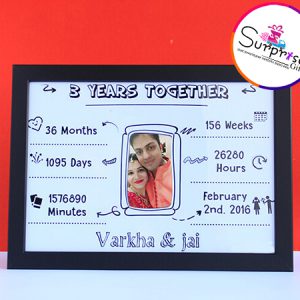 Surprise
Gift
3 YEARS TOGETHER
36 Months
156 Weeks
1095 Days
26280
Hours
1576890
Minutes
February
2nd, 2016
Varkha & jai